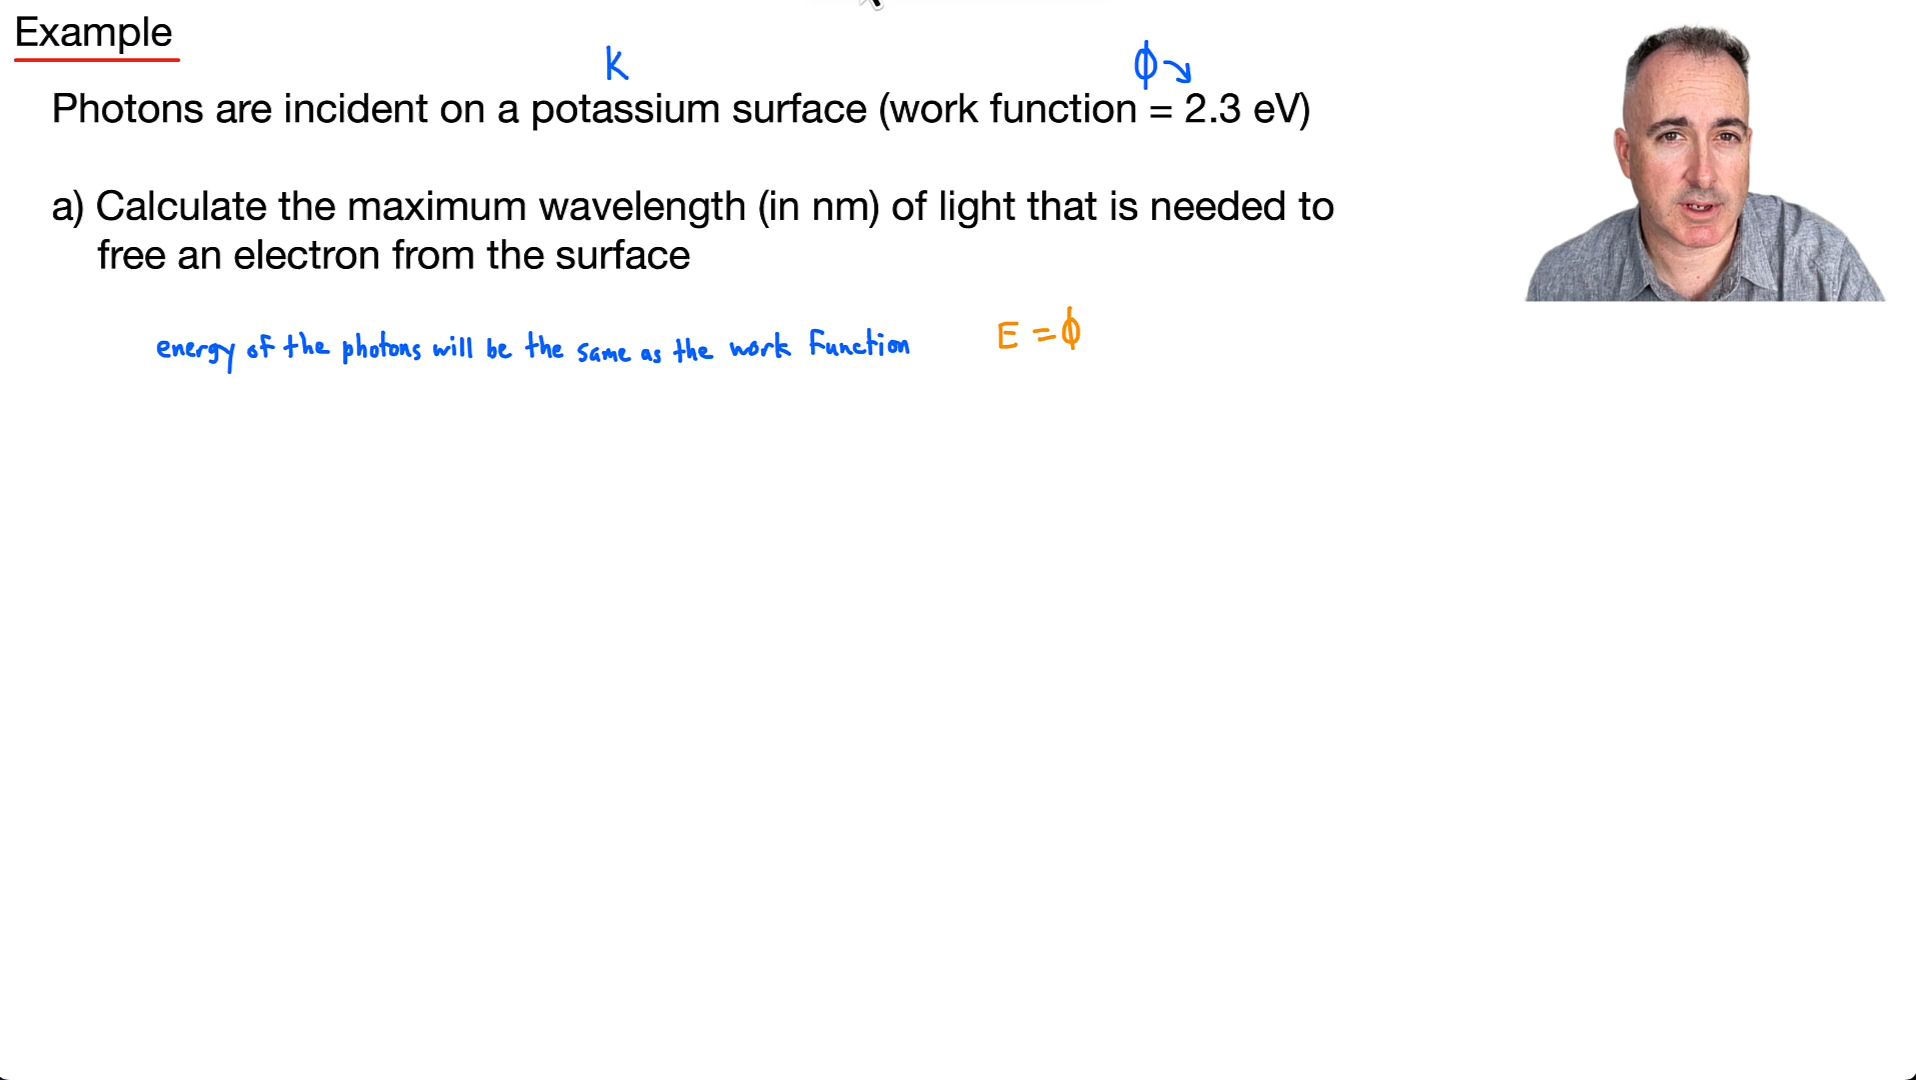 Example
K
ϕ
Photons are incident on a potassium surface (work function = 2.3 eV)
a) Calculate the maximum wavelength (in nm) of light that is needed to
free an electron from the surface
energy of the photons will be the same as the work function
E = ϕ